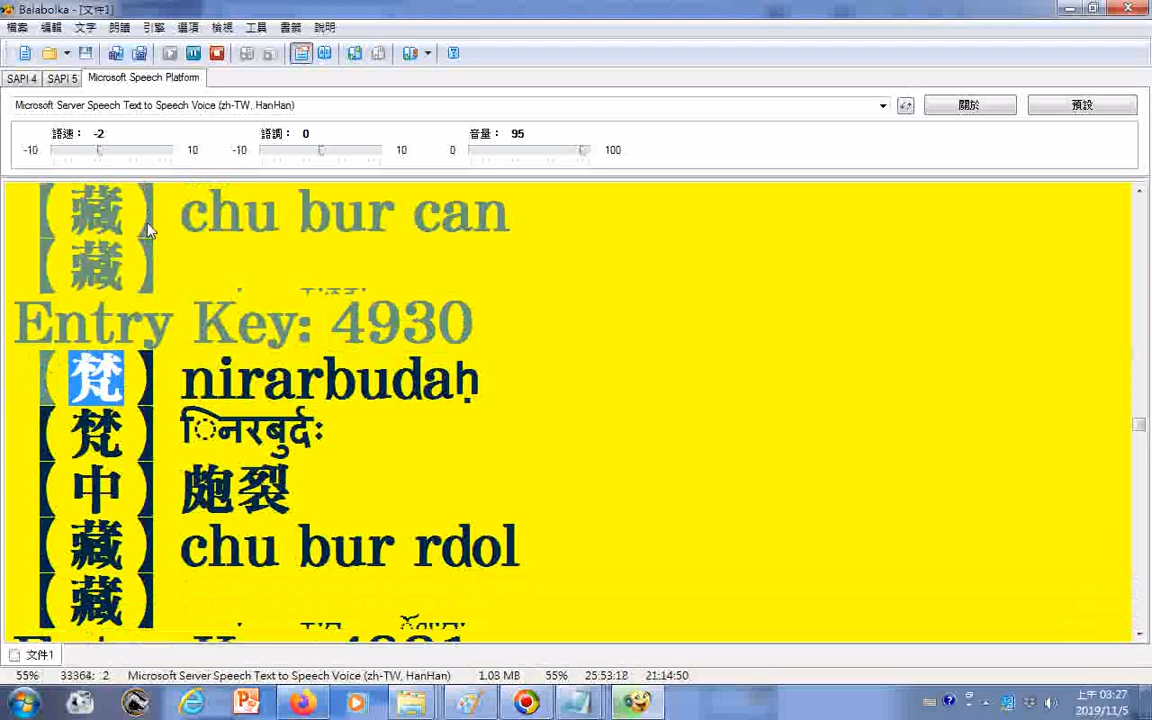 Balabolka - [文件1]
檔案 編輯 文字 朗讀 引擎 選項 檢視 工具 書籤 說明
SAPI 4 SAPI 5 Microsoft Speech Platform
Microsoft Server Speech Text to Speech Voice (zh-TW, HanHan) 關於 預設
語速： -2 語調： 0 音量： 95
-10 10 -10 10 0 100
【藏】 chu bur can
【藏】
Entry Key: 4930
【梵】 nirarbudaḥ
【梵】 िनरबुर्दः
【中】 皰裂
【藏】 chu bur rdol
【藏】
文件1
55% 33364: 2 Microsoft Server Speech Text to Speech Voice (zh-TW, HanHan) 1.03 MB 55% 25:53:18 21:14:50
上午 03:27
2019/11/5